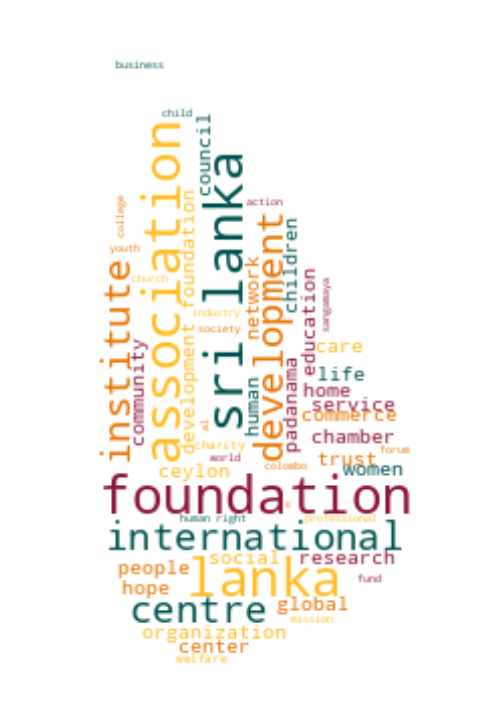 business
child
council
association
sri lanka
college
action
foundation
children
development
youth
institute
network
church
education
sangamaya
industry
society
development
community
care
human
padanama
life
home
service
commerce
al
charity
chamber
world
trust
forum
ceylon
colombo
women
foundation
s
human right
professional
international
social
research
people
lanka
fund
hope
centre
global
mission
organization
center
welfare